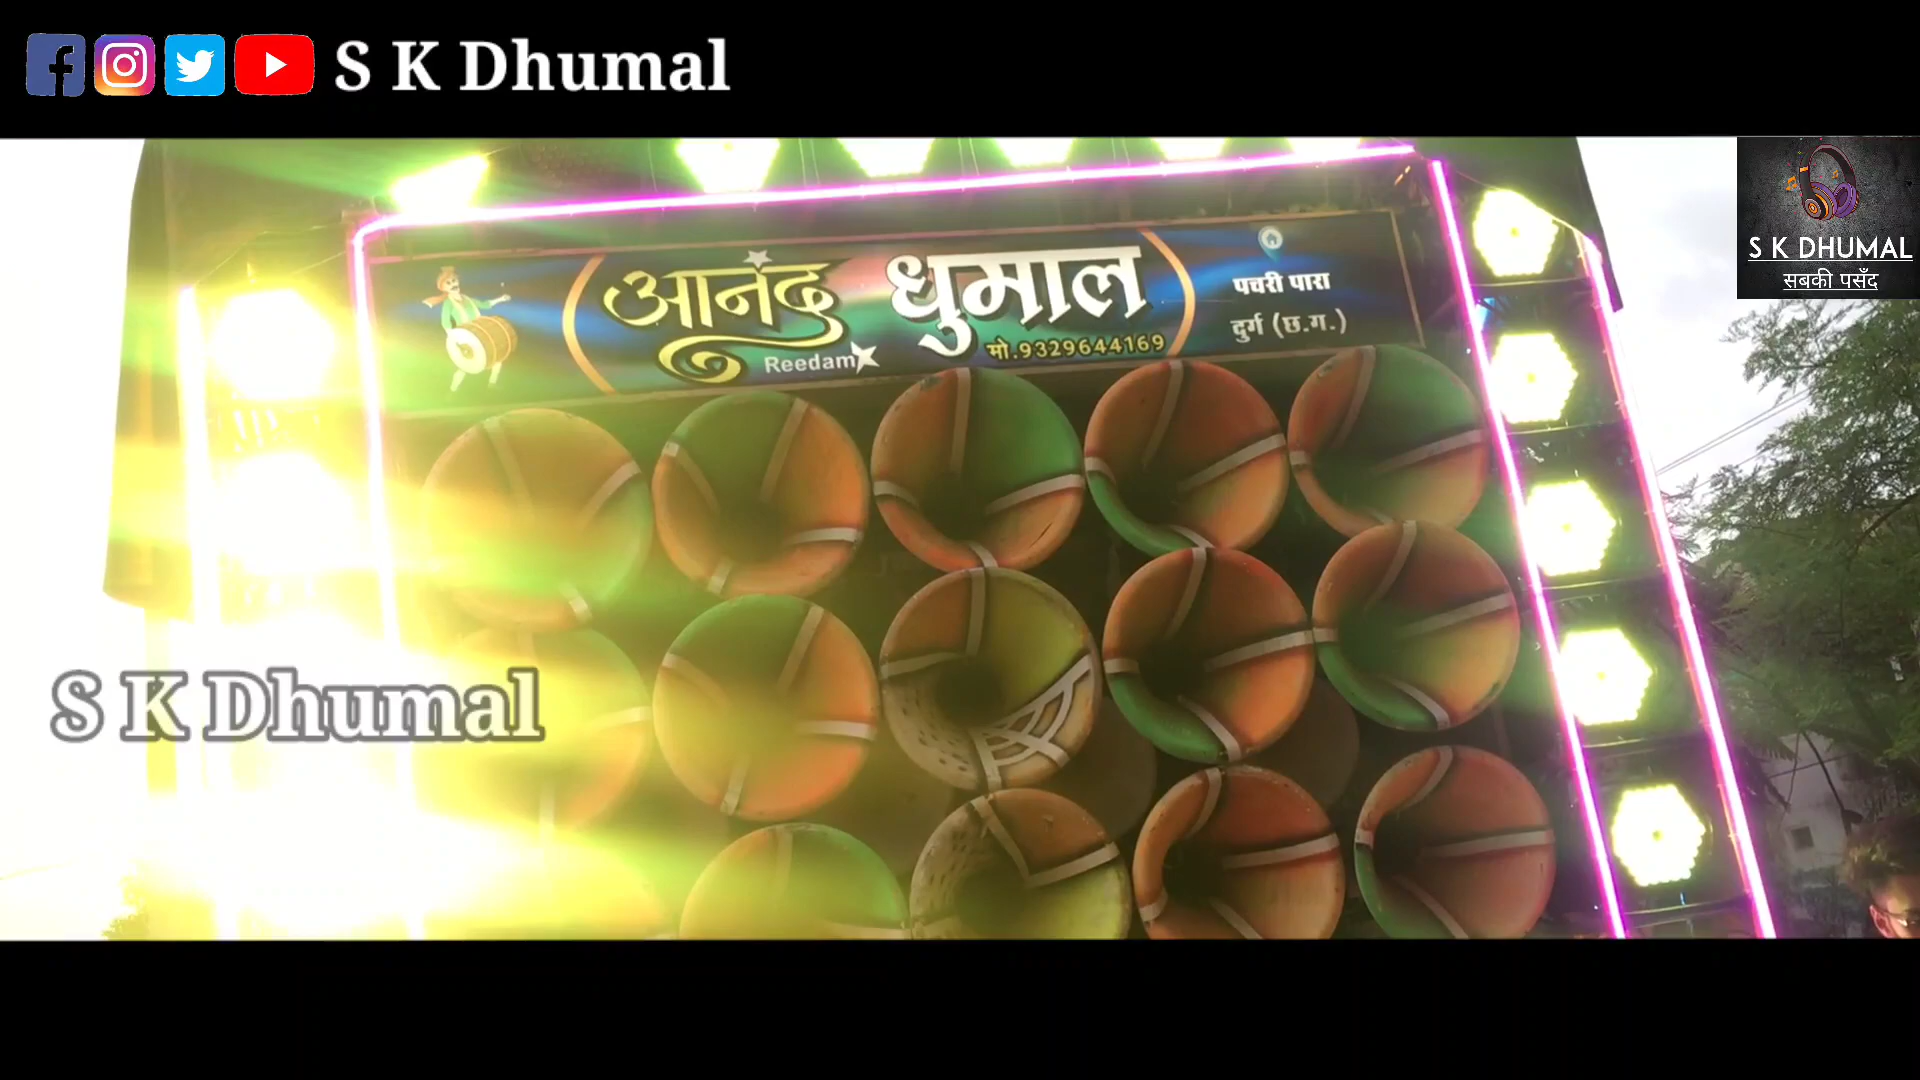 S K Dhumal
S K DHUMAL
सबकी पसँद
आनंद धुमाल
Reedam
मो.9329644169
पचरी पारा
दुर्ग (छ.ग.)
S K Dhumal